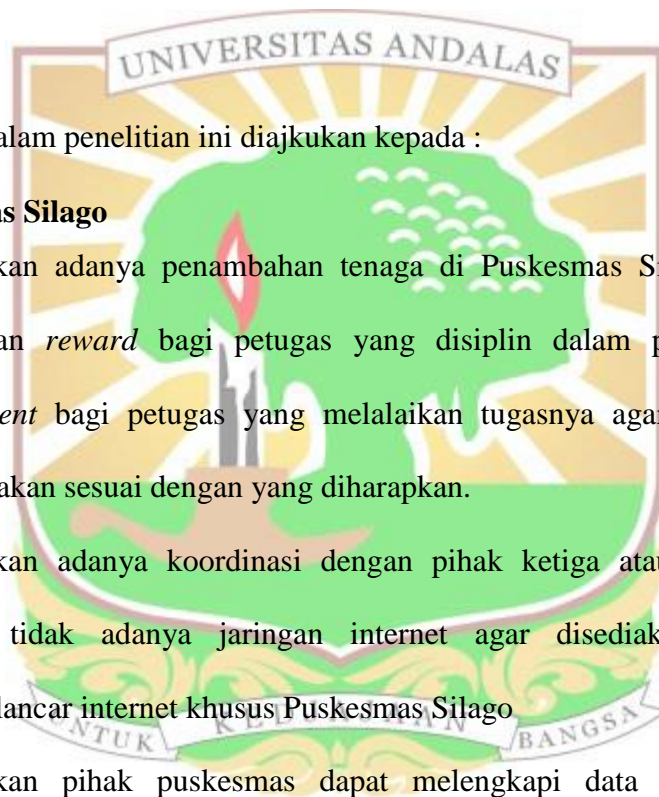 UNIVERSITAS ANDALAS
alam penelitian ini diajkukan kepada :
as Silago
kan adanya penambahan tenaga di Puskesmas S
an reward bagi petugas yang disiplin dalam p
ent bagi petugas yang melalaikan tugasnya agar
akan sesuai dengan yang diharapkan.
kan adanya koordinasi dengan pihak ketiga atau
tidak adanya jaringan internet agar disediak
lancar internet khusus Puskesmas Silago
UNTUK KEDJAJAAN BANGSA
kan pihak puskesmas dapat melengkapi data